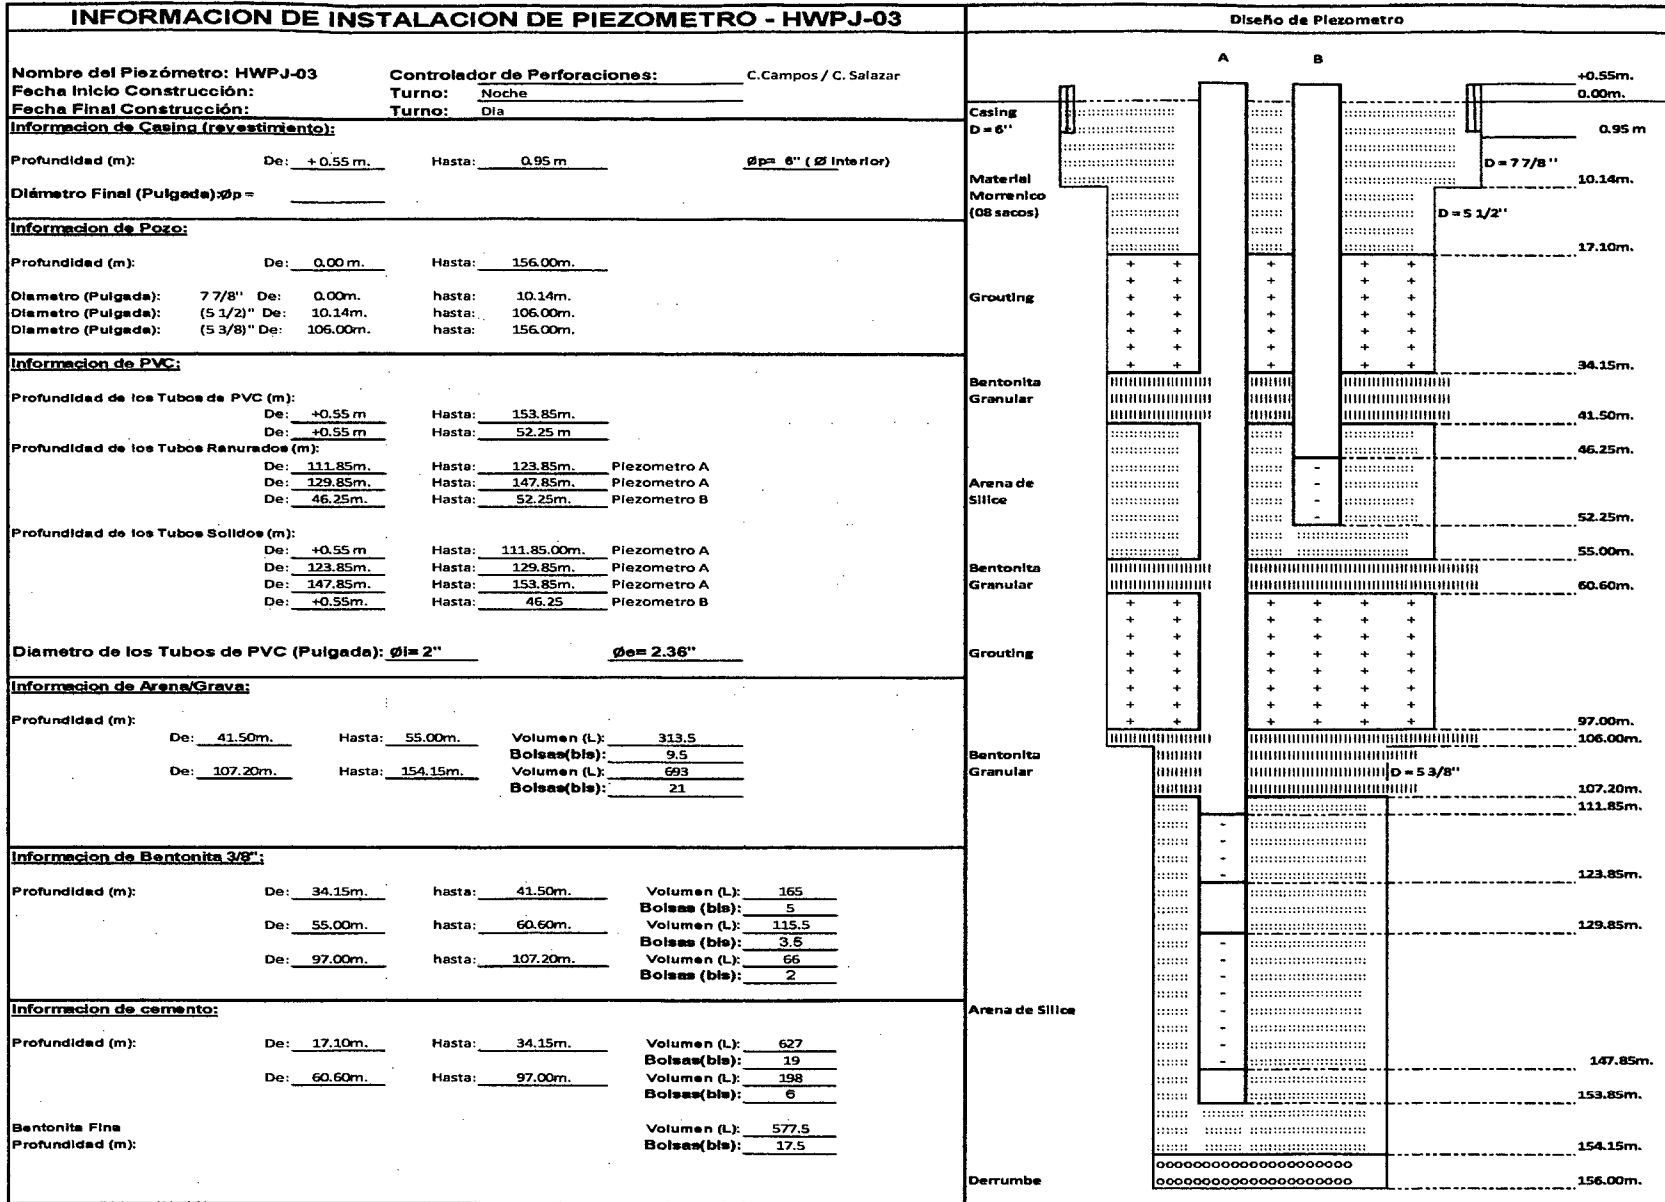 INFORMACION DE INSTALACION DE PIEZOMETRO - HWPJ-03
Nombre del Piezómetro: HWPJ-03 Controlador de Perforaciones: C.Campos / C. Salazar
Fecha Inicio Construcción: Turno: Noche
Fecha Final Construcción: Turno: Dia
Informacion de Casing (revestimiento):
Profundidad (m): De: + 0.55 m. Hasta: 0.95 m Øp= 6" ( Ø Interior)
Diámetro Final (Pulgada):Øp =
Informacion de Pozo:
Profundidad (m): De: 0.00 m. Hasta: 156.00m.
Diametro (Pulgada): 7 7/8" De: 0.00m. hasta: 10.14m.
Diametro (Pulgada): (5 1/2)" De: 10.14m. hasta: 106.00m.
Diametro (Pulgada): (5 3/8)" De: 106.00m. hasta: 156.00m.
Informacion de PVC:
Profundidad de los Tubos de PVC (m):
De: +0.55 m Hasta: 153.85m.
De: +0.55 m Hasta: 52.25 m
Profundidad de los Tubos Ranurados (m):
De: 111.85m. Hasta: 123.85m. Piezometro A
De: 129.85m. Hasta: 147.85m. Piezometro A
De: 46.25m. Hasta: 52.25m. Piezometro B
Profundidad de los Tubos Solidos (m):
De: +0.55 m Hasta: 111.85.00m. Piezometro A
De: 123.85m. Hasta: 129.85m. Piezometro A
De: 147.85m. Hasta: 153.85m. Piezometro A
De: +0.55m. Hasta: 46.25 Piezometro B
Diametro de los Tubos de PVC (Pulgada): Øi= 2" Øe= 2.36"
Informacion de Arena/Grava:
Profundidad (m):
De: 41.50m. Hasta: 55.00m. Volumen (L): 313.5
Bolsas(bls): 9.5
De: 107.20m. Hasta: 154.15m. Volumen (L): 693
Bolsas(bls): 21
Informacion de Bentonita 3/8":
Profundidad (m): De: 34.15m. hasta: 41.50m. Volumen (L): 165
Bolsas (bls): 5
De: 55.00m. hasta: 60.60m. Volumen (L): 115.5
Bolsas (bls): 3.5
De: 97.00m. hasta: 107.20m. Volumen (L): 66
Bolsas (bls): 2
Informacion de cemento:
Profundidad (m): De: 17.10m. Hasta: 34.15m. Volumen (L): 627
Bolsas(bls): 19
De: 60.60m. Hasta: 97.00m. Volumen (L): 198
Bolsas(bls): 6
Bentonita Fina Volumen (L): 577.5
Profundidad (m): Bolsas(bls): 17.5
Diseño de Piezometro
A B
+0.55m.
0.00m.
Casing
D = 6''
0.95 m
D = 7 7/8 ''
Material
Morrenico
(08 sacos)
10.14m.
D = 5 1/2''
17.10m.
Grouting
34.15m.
Bentonita
Granular
41.50m.
46.25m.
Arena de
Silice
52.25m.
55.00m.
Bentonita
Granular
60.60m.
Grouting
97.00m.
106.00m.
Bentonita
Granular
D = 5 3/8''
107.20m.
111.85m.
123.85m.
129.85m.
Arena de Silice
147.85m.
153.85m.
154.15m.
Derrumbe
156.00m.